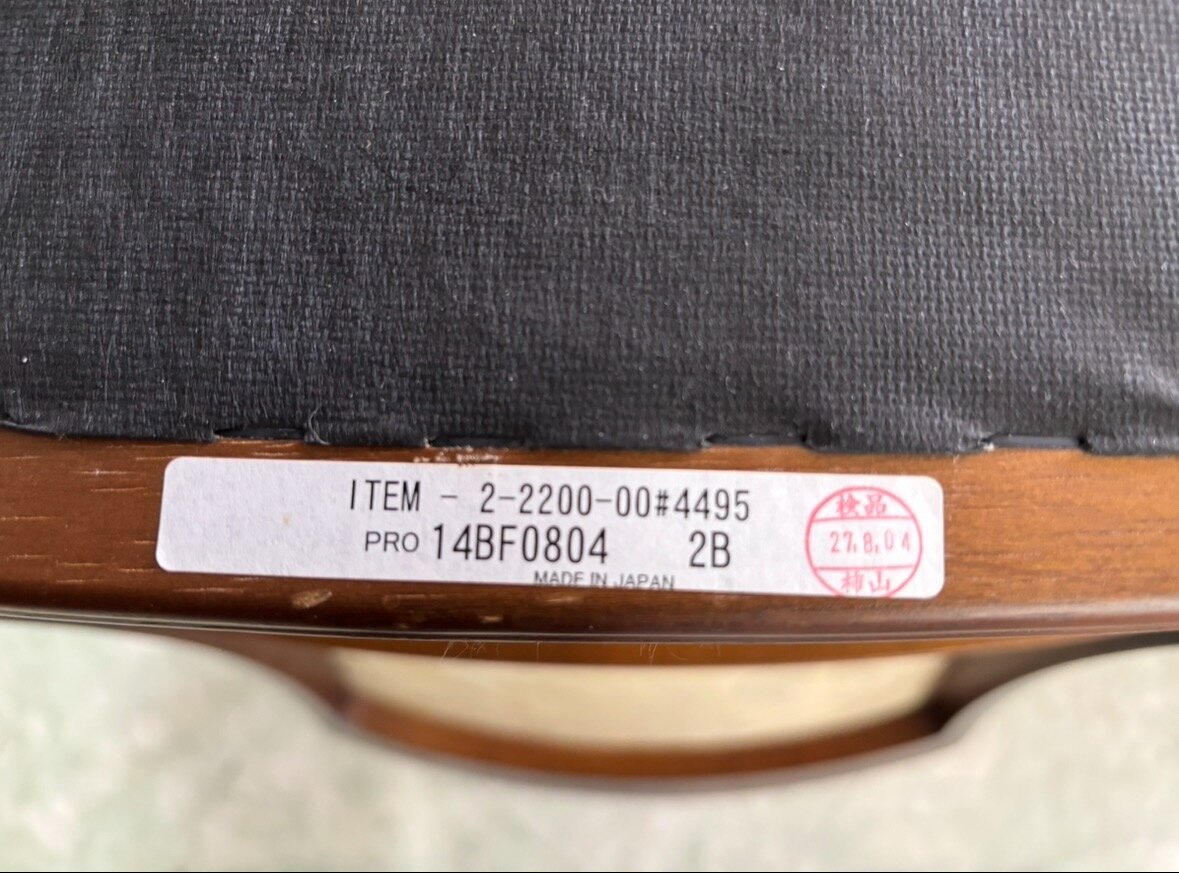 ITEM - 2-2200-00#4495
PRO 14BF0804 2B
MADE IN JAPAN
検品
27.8.04
柿山